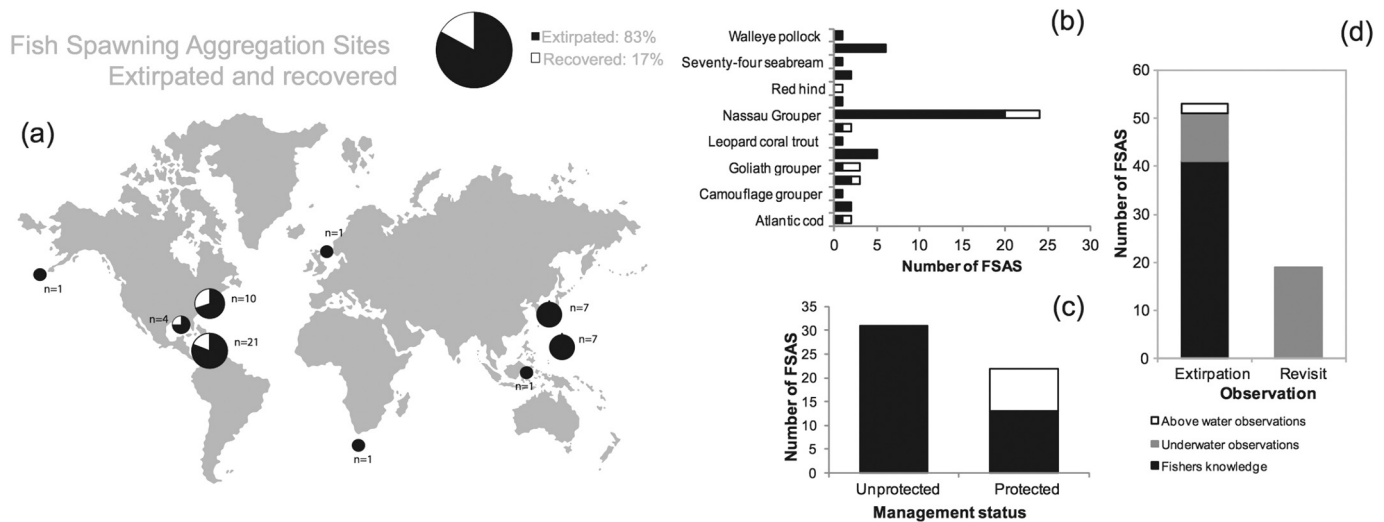 Fish Spawning Aggregation Sites
Extirpated and recovered
Extirpated: 83%
Recovered: 17%
(a)
n=1
n=1
n=10
n=4
n=21
n=7
n=7
n=1
n=1
(b)
Walleye pollock
Seventy-four seabream
Red hind
Nassau Grouper
Leopard coral trout
Goliath grouper
Camouflage grouper
Atlantic cod
0 5 10 15 20 25 30
Number of FSAS
(c)
Number of FSAS
35
30
25
20
15
10
5
0
Unprotected Protected
Management status
(d)
Number of FSAS
60
50
40
30
20
10
0
Extirpation Revisit
Observation
Above water observations
Underwater observations
Fishers knowledge